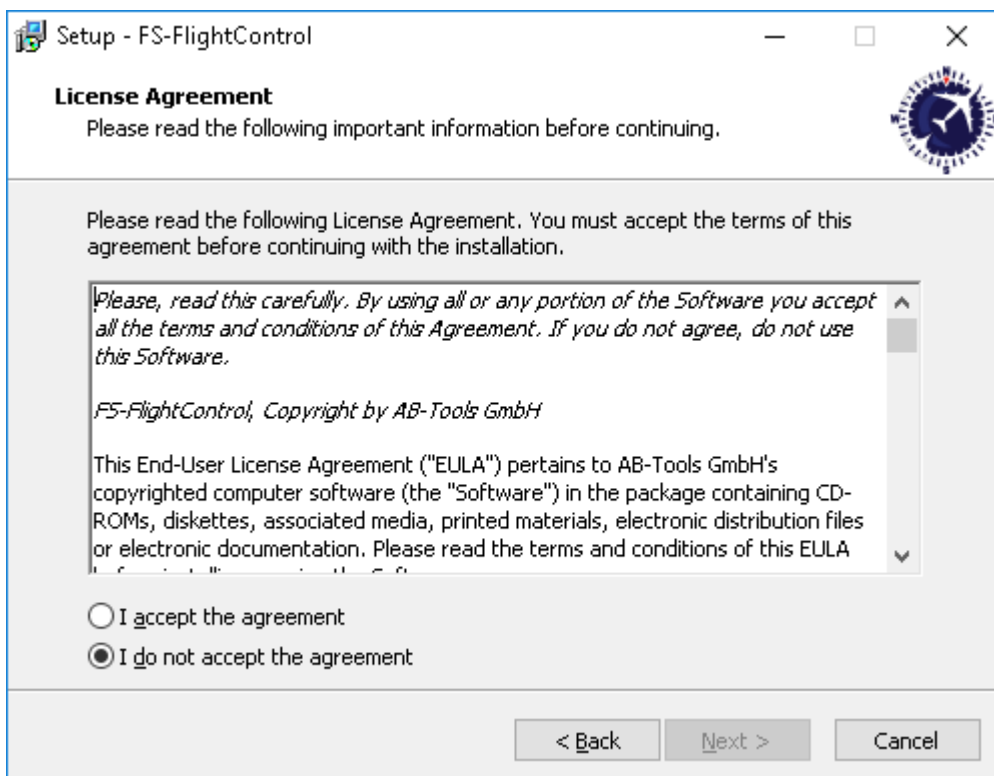 Setup - FS-FlightControl
License Agreement
Please read the following important information before continuing.
Please read the following License Agreement. You must accept the terms of this
agreement before continuing with the installation.
Please, read this carefully. By using all or any portion of the Software you accept
all the terms and conditions of this Agreement. If you do not agree, do not use
this Software.
FS-FlightControl, Copyright by AB-Tools GmbH
This End-User License Agreement ("EULA") pertains to AB-Tools GmbH's
copyrighted computer software (the "Software") in the package containing CD-
ROMs, diskettes, associated media, printed materials, electronic distribution files
or electronic documentation. Please read the terms and conditions of this EULA
I accept the agreement
I do not accept the agreement
< Back
Next >
Cancel